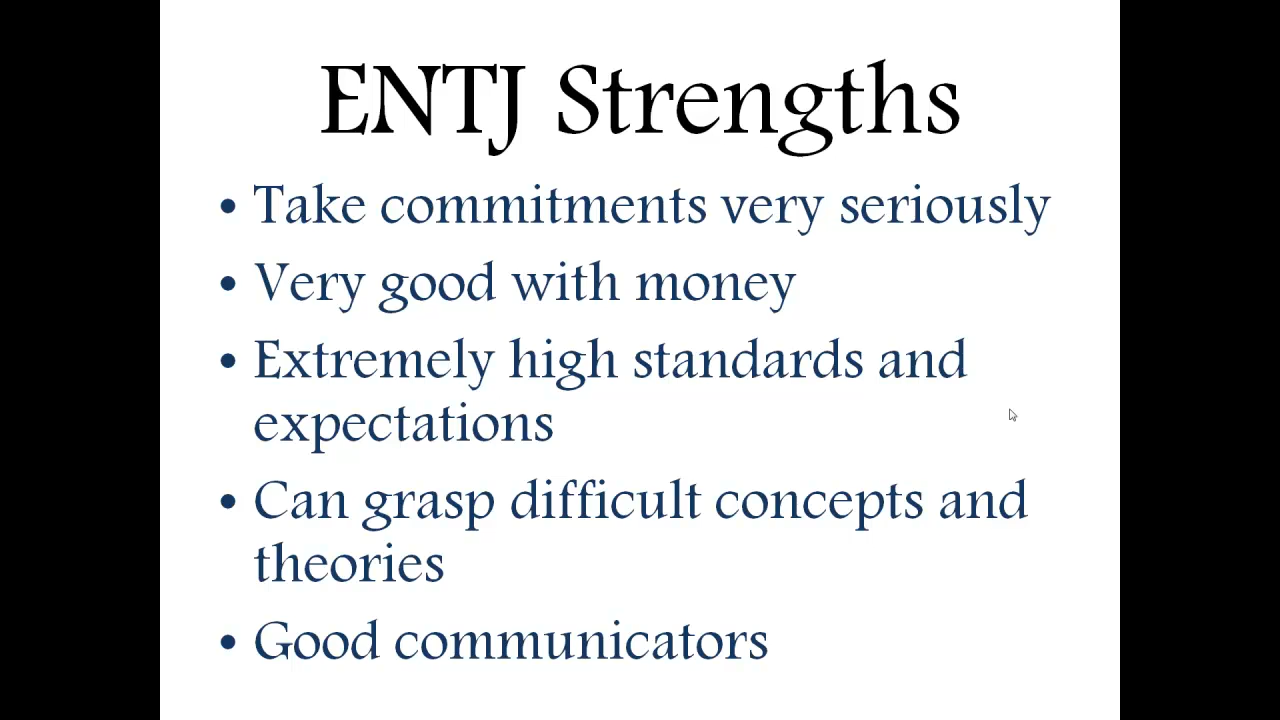 ENTJ Strengths
• Take commitments very seriously
• Very good with money
• Extremely high standards and
expectations
• Can grasp difficult concepts and
theories
• Good communicators